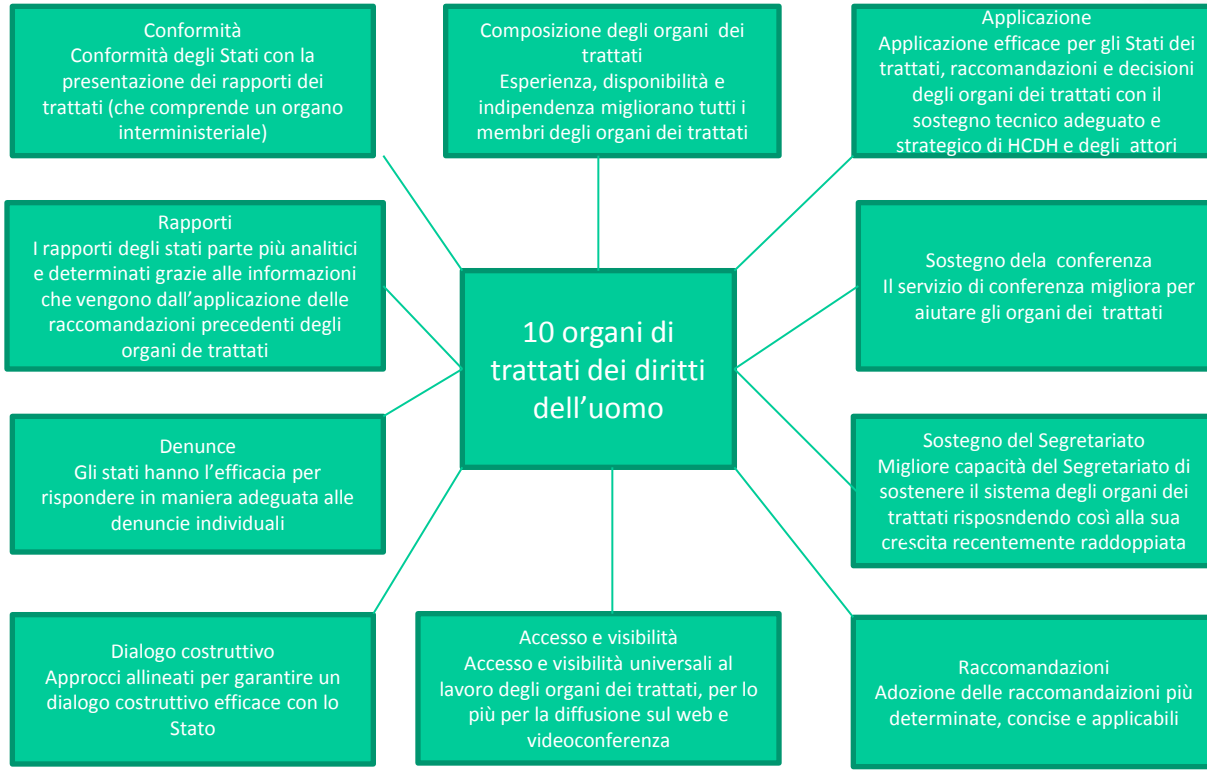 Conformità
Conformità degli Stati con la
presentazione dei rapporti dei
trattati (che comprende un organo
interministeriale)
Composizione degli organi dei
trattati
Esperienza, disponibilità e
indipendenza migliorano tutti i
membri degli organi dei trattati
Applicazione
Applicazione efficace per gli Stati dei
trattati, raccomandazioni e decisioni
degli organi dei trattati con il
sostegno tecnico adeguato e
strategico di HCDH e degli attori
Rapporti
I rapporti degli stati parte più analitici
e determinati grazie alle informazioni
che vengono dall'applicazione delle
raccomandazioni precedenti degli
organi de trattati
10 organi di
trattati dei diritti
dell'uomo
Sostegno dela conferenza
Il servizio di conferenza migliora per
aiutare gli organi dei trattati
Denunce
Gli stati hanno l'efficacia per
rispondere in maniera adeguata alle
denuncie individuali
Sostegno del Segretariato
Migliore capacità del Segretariato di
sostenere il sistema degli organi dei
trattati risposndendo così alla sua
crescita recentemente raddoppiata
Dialogo costruttivo
Approcci allineati per garantire un
dialogo costruttivo efficace con lo
Stato
Accesso e visibilità
Accesso e visibilità universali al
lavoro degli organi dei trattati, per lo
più per la diffusione sul web e
videoconferenza
Raccomandazioni
Adozione delle raccomandaizioni più
determinate, concise e applicabili